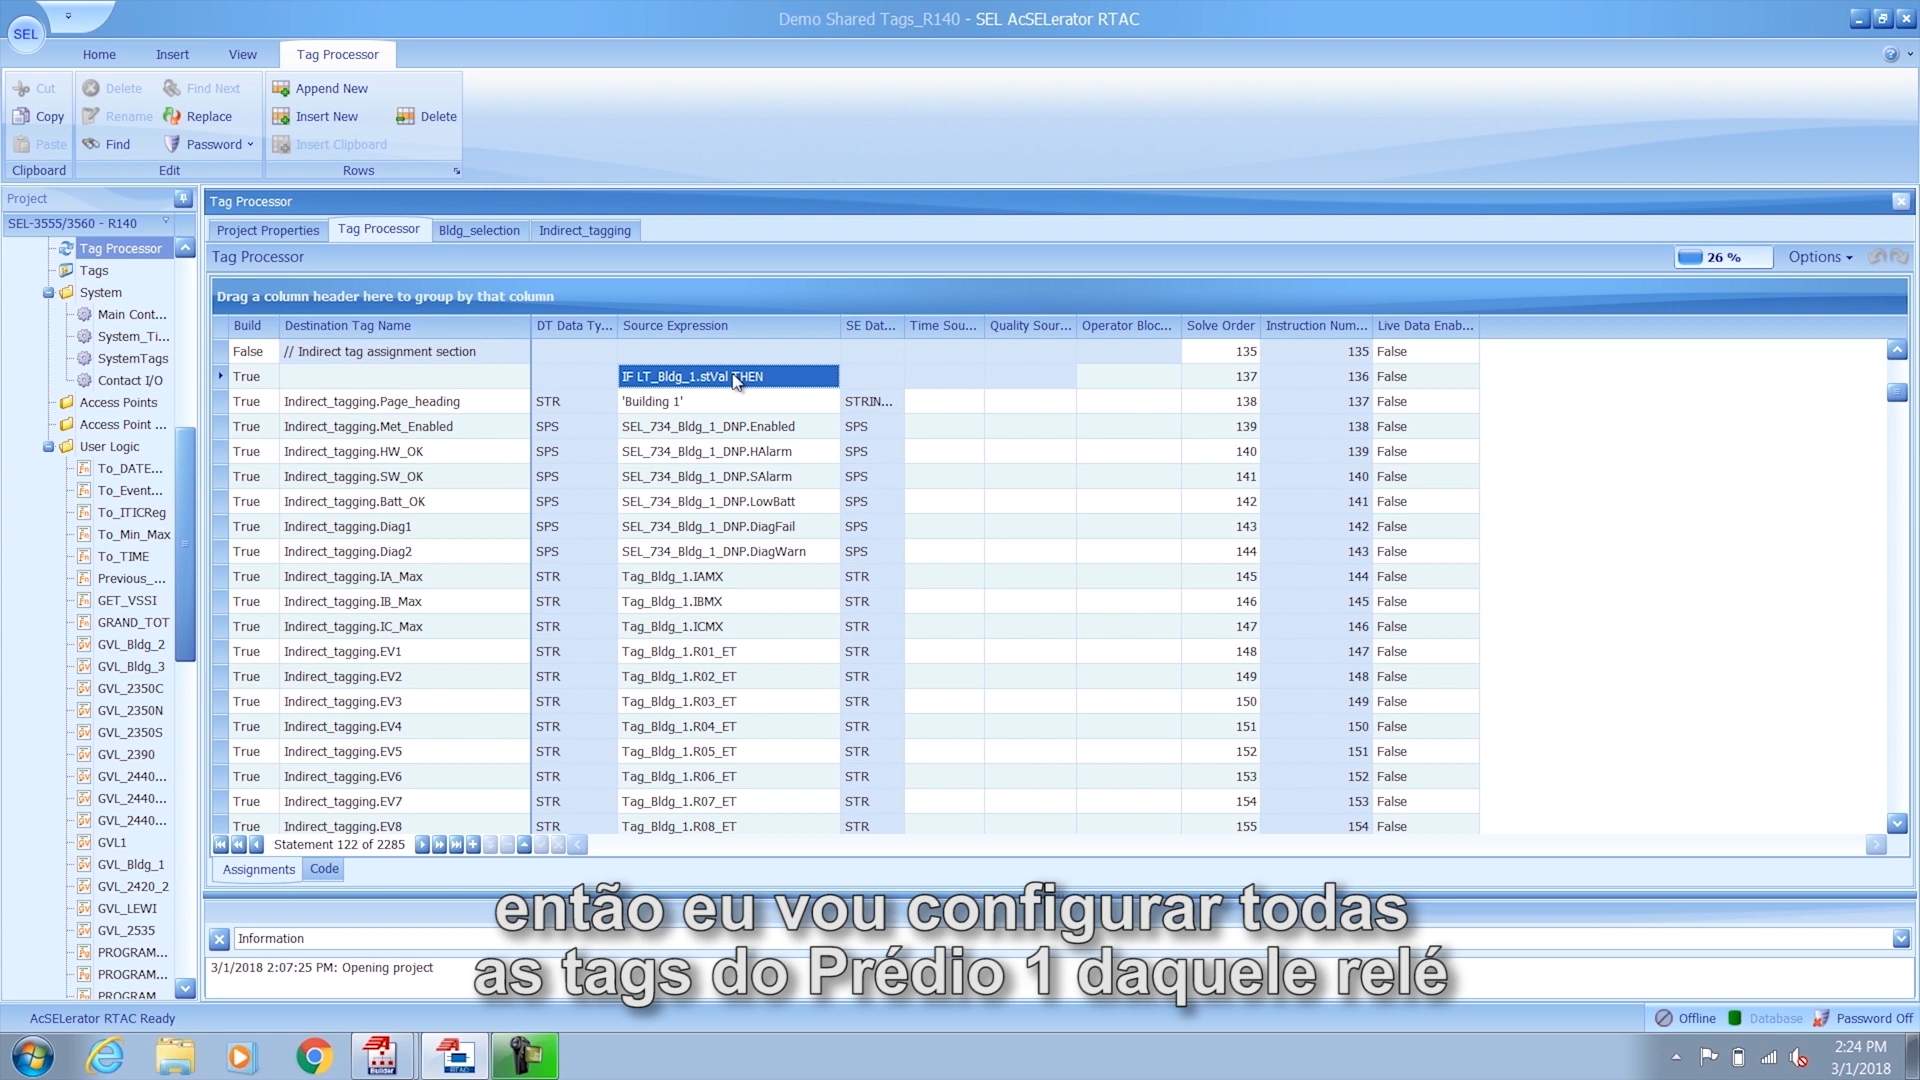 Demo Shared Tags_R140 - SEL AcSELerator RTAC
SEL
Home Insert View Tag Processor
Cut Delete Find Next Append New
Copy Rename Replace Insert New Delete
Paste Find Password Insert Clipboard
Clipboard Edit Rows
Project
SEL-3555/3560 - R140
Tag Processor
Tags
System
Main Cont...
System_Ti...
SystemTags
Contact I/O
Access Points
Access Point ...
User Logic
To_DATE...
To_Event...
To_ITICReg
To_Min_Max
To_TIME
Previous_...
GET_VSSI
GRAND_TOT
GVL_Bldg_2
GVL_Bldg_3
GVL_2350C
GVL_2350N
GVL_2350S
GVL_2390
GVL_2440...
GVL_2440...
GVL_2440...
GVL1
GVL_Bldg_1
GVL_2420_2
GVL_LEWI
GVL_2535
PROGRAM...
PROGRAM...
PROGRAM
Tag Processor
Project Properties Tag Processor Bldg_selection Indirect_tagging
Tag Processor 26 % Options
Drag a column header here to group by that column
Build Destination Tag Name DT Data Ty... Source Expression SE Dat... Time Sou... Quality Sour... Operator Bloc... Solve Order Instruction Num... Live Data Enab...
False // Indirect tag assignment section 135 135 False
True IF LT_Bldg_1.stVal THEN 137 136 False
True Indirect_tagging.Page_heading STR 'Building 1' STRIN... 138 137 False
True Indirect_tagging.Met_Enabled SPS SEL_734_Bldg_1_DNP.Enabled SPS 139 138 False
True Indirect_tagging.HW_OK SPS SEL_734_Bldg_1_DNP.HAlarm SPS 140 139 False
True Indirect_tagging.SW_OK SPS SEL_734_Bldg_1_DNP.SAlarm SPS 141 140 False
True Indirect_tagging.Batt_OK SPS SEL_734_Bldg_1_DNP.LowBatt SPS 142 141 False
True Indirect_tagging.Diag1 SPS SEL_734_Bldg_1_DNP.DiagFail SPS 143 142 False
True Indirect_tagging.Diag2 SPS SEL_734_Bldg_1_DNP.DiagWarn SPS 144 143 False
True Indirect_tagging.IA_Max STR Tag_Bldg_1.IAMX STR 145 144 False
True Indirect_tagging.IB_Max STR Tag_Bldg_1.IBMX STR 146 145 False
True Indirect_tagging.IC_Max STR Tag_Bldg_1.ICMX STR 147 146 False
True Indirect_tagging.EV1 STR Tag_Bldg_1.R01_ET STR 148 147 False
True Indirect_tagging.EV2 STR Tag_Bldg_1.R02_ET STR 149 148 False
True Indirect_tagging.EV3 STR Tag_Bldg_1.R03_ET STR 150 149 False
True Indirect_tagging.EV4 STR Tag_Bldg_1.R04_ET STR 151 150 False
True Indirect_tagging.EV5 STR Tag_Bldg_1.R05_ET STR 152 151 False
True Indirect_tagging.EV6 STR Tag_Bldg_1.R06_ET STR 153 152 False
True Indirect_tagging.EV7 STR Tag_Bldg_1.R07_ET STR 154 153 False
True Indirect_tagging.EV8 STR Tag_Bldg_1.R08_ET STR 155 154 False
Statement 122 of 2285
Assignments Code
então eu vou configurar todas
as tags do Prédio 1 daquele relé
Information
3/1/2018 2:07:25 PM: Opening project
AcSELerator RTAC Ready Offline Database Password Off
Builder RTAC
2:24 PM
3/1/2018